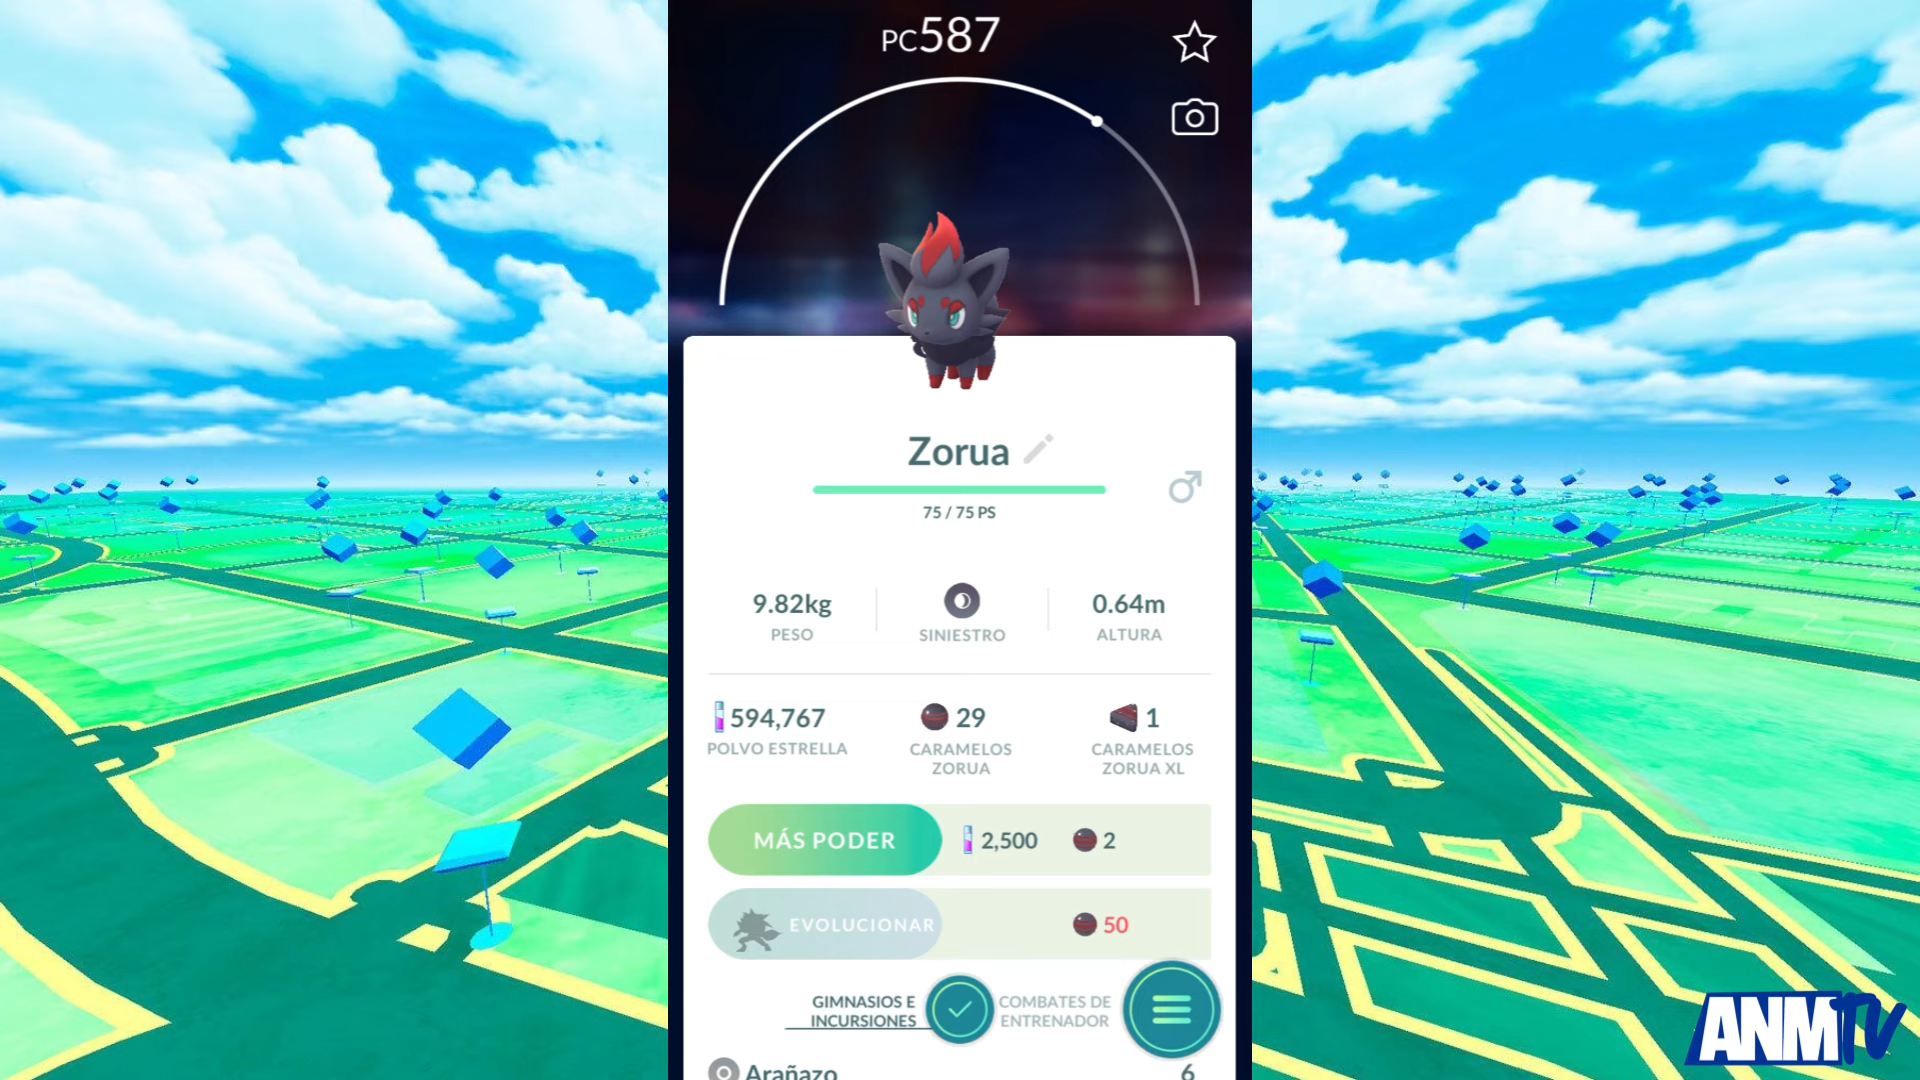 PC587
Zorua
75 / 75 PS
9.82kg
PESO
SINIESTRO
0.64m
ALTURA
594,767
POLVO ESTRELLA
29
CARAMELOS
ZORUA
1
CARAMELOS
ZORUA XL
MÁS PODER
2,500
2
EVOLUCIONAR
50
GIMNASIOS E
INCURSIONES
COMBATES DE
ENTRENADOR
Arañazo
6
ANMTV